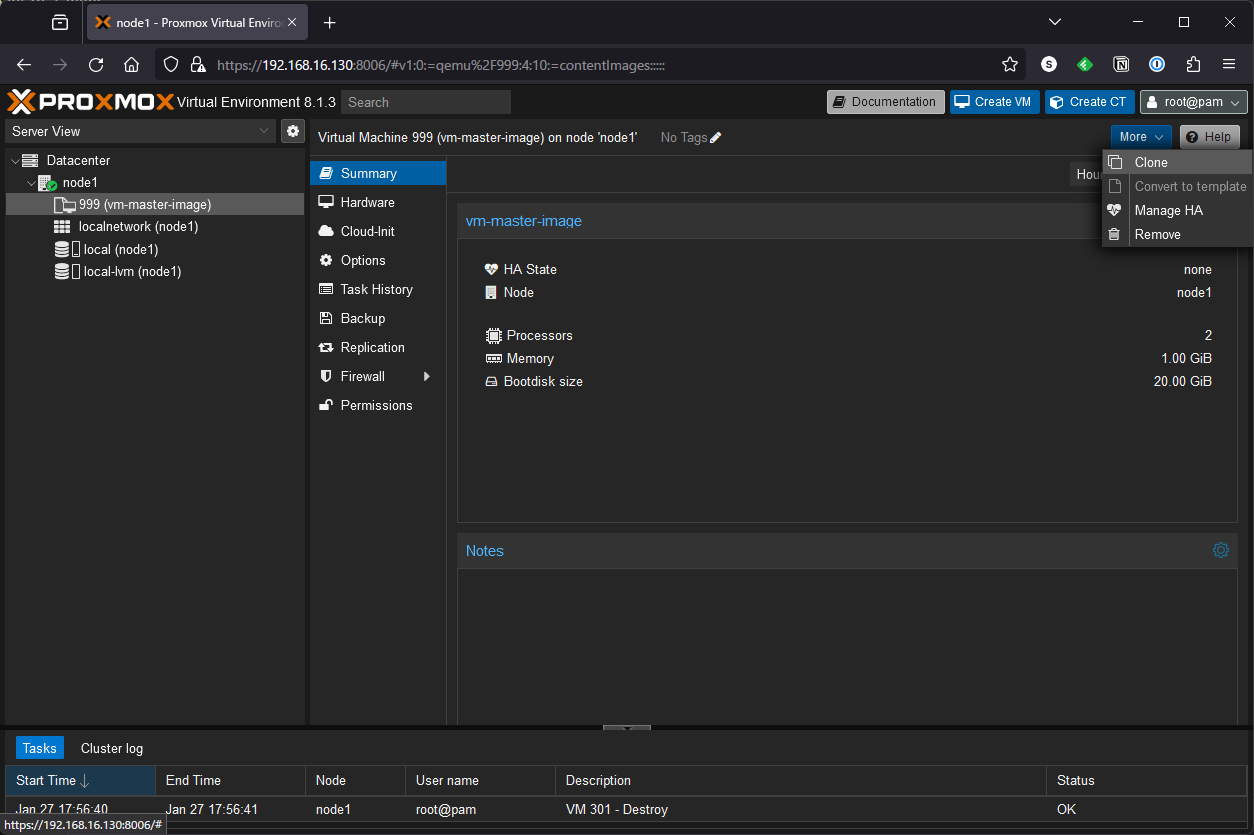 node1 - Proxmox Virtual Enviro
https://192.168.16.130:8006/#v1:0:=qemu%2F999:4:10:=contentImages:::::
PROXMOX Virtual Environment 8.1.3 Search Documentation Create VM Create CT root@pam
Server View
Virtual Machine 999 (vm-master-image) on node 'node1' No Tags More Help
Datacenter
node1
999 (vm-master-image)
localnetwork (node1)
local (node1)
local-lvm (node1)
Summary
Hardware
Cloud-Init
Options
Task History
Backup
Replication
Firewall
Permissions
Hou
Clone
Convert to template
Manage HA
Remove
vm-master-image
HA State none
Node node1
Processors 2
Memory 1.00 GiB
Bootdisk size 20.00 GiB
Notes
Tasks Cluster log
Start Time End Time Node User name Description Status
Jan 27 17:56:40 Jan 27 17:56:41 node1 root@pam VM 301 - Destroy OK
https://192.168.16.130:8006/#